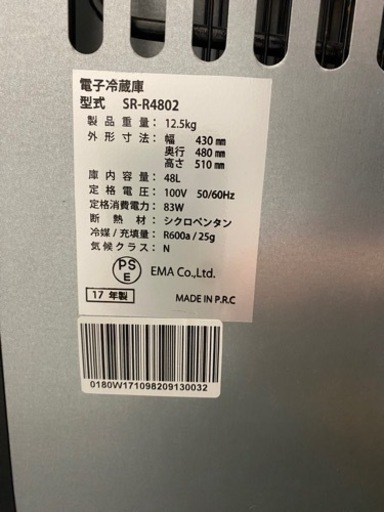 電子冷蔵庫
型式 SR-R4802
製品重量: 12.5kg
外形寸法: 幅 430㎜
奥行 480㎜
高さ 510㎜
庫内容量: 48L
定格電圧: 100V 50/60Hz
定格消費電力: 83W
断熱材: シクロペンタン
冷媒/充填量: R600a / 25g
気候クラス: N
PS
E
EMA Co.,Ltd.
17 年製
MADE IN P.R.C
0180W171098209130032